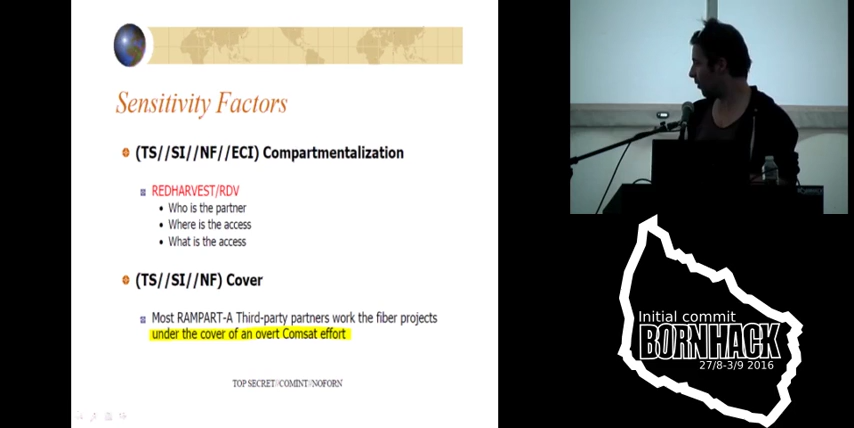 Sensitivity Factors
(TS//SI//NF//ECI) Compartmentalization
REDHARVEST/RDV
• Who is the partner
• Where is the access
• What is the access
(TS//SI//NF) Cover
Most RAMPART-A Third-party partners work the fiber projects
under the cover of an overt Comsat effort
TOP SECRET//COMINT//NOFORN
Initial commit
BORNHACK
27/8-3/9 2016